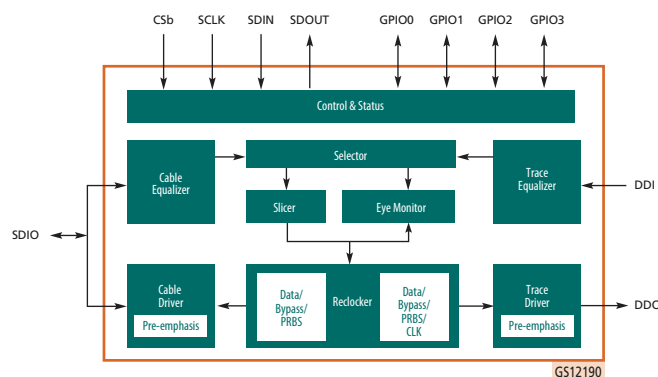 CSb SCLK SDIN SDOUT GPIO0 GPIO1 GPIO2 GPIO3
Control & Status
Cable
Equalizer
Selector
Trace
Equalizer
Slicer
Eye Monitor
DDI
SDIO
Cable
Driver
Pre-emphasis
Data/
Bypass/
PRBS
Reclocker
Data/
Bypass/
PRBS/
CLK
Trace
Driver
Pre-emphasis
DDO
GS12190